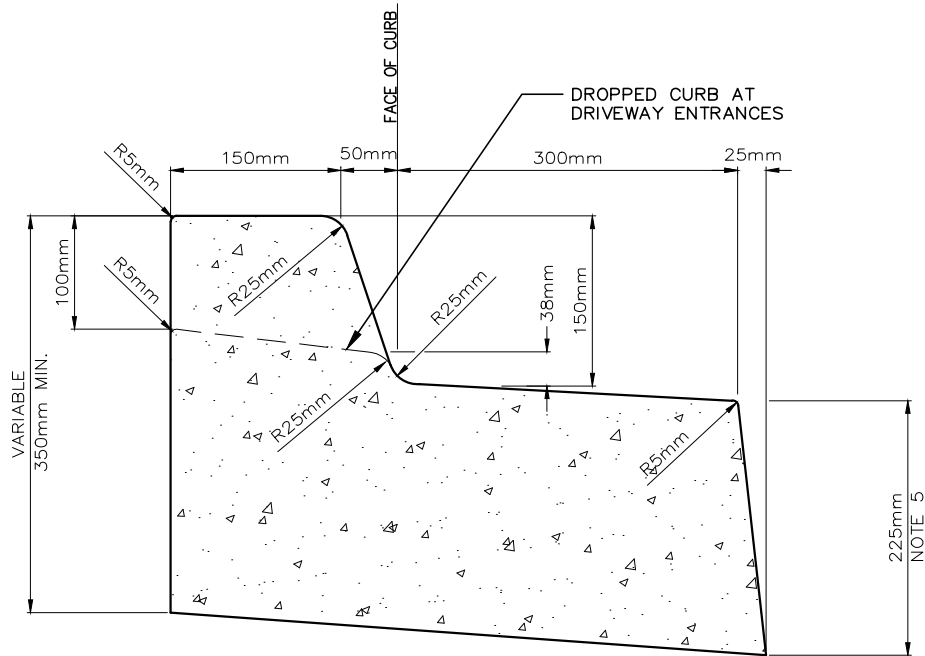 FACE OF CURB
DROPPED CURB AT
DRIVEWAY ENTRANCES
150mm
50mm
300mm
25mm
R5mm
R5mm
100mm
R25mm
R25mm
38mm
150mm
VARIABLE
350mm MIN.
R25mm
R5mm
225mm
NOTE 5